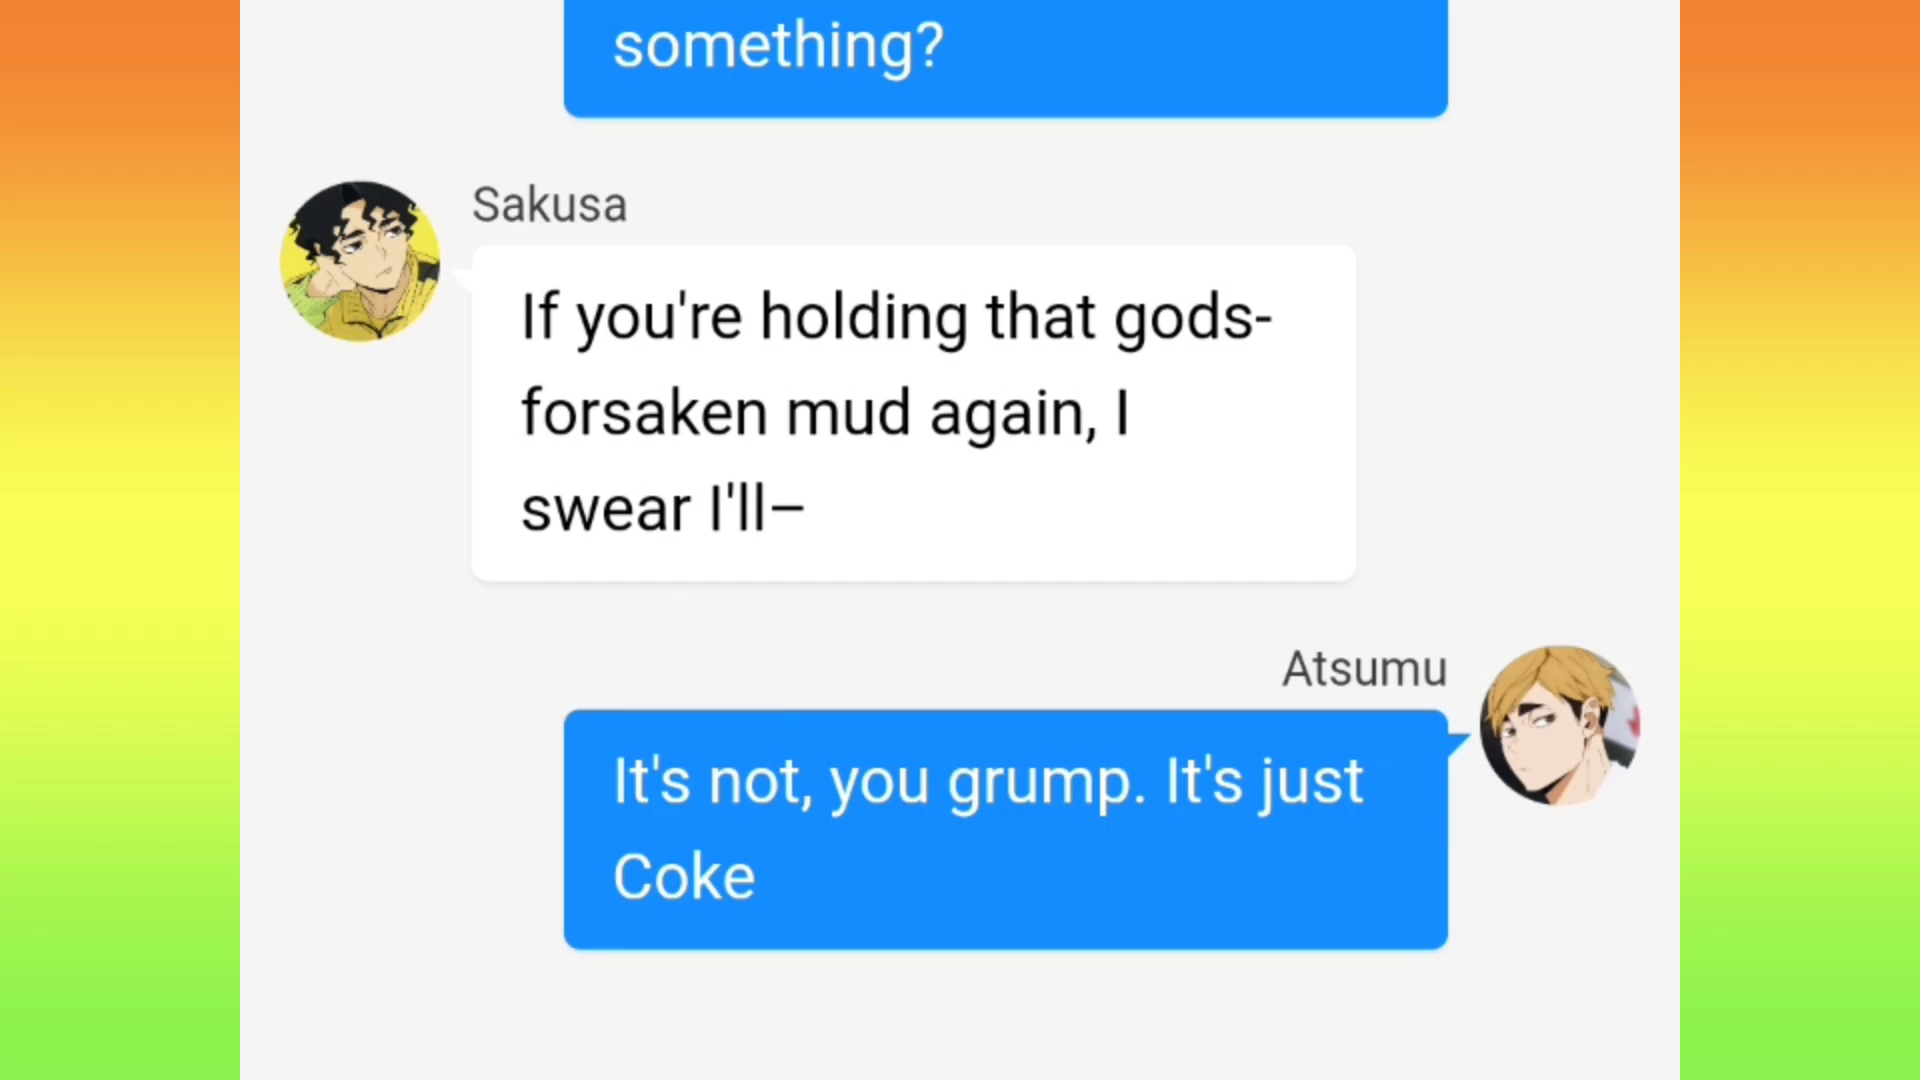 something?
Sakusa
If you're holding that gods-
forsaken mud again, I
swear I'll–
Atsumu
It's not, you grump. It's just
Coke